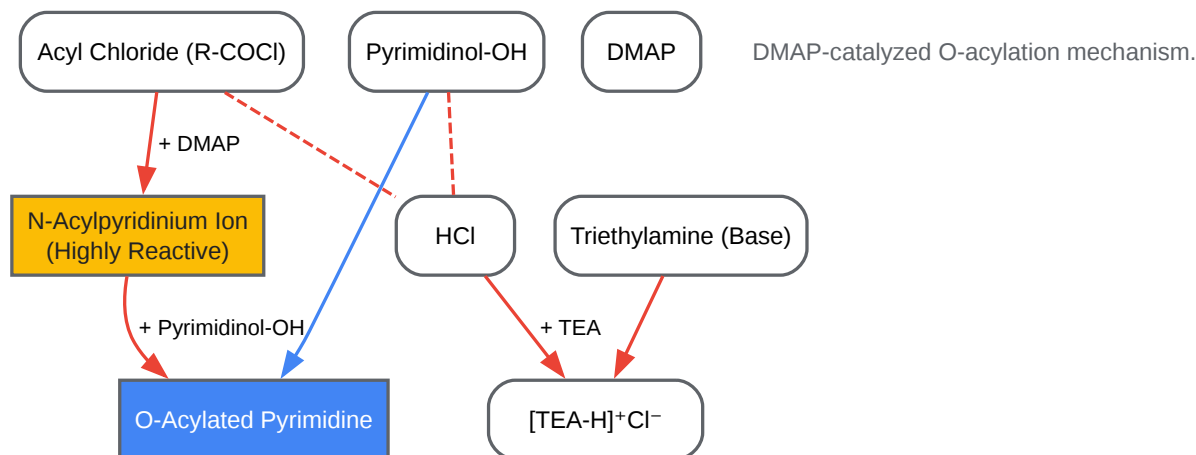 Acyl Chloride (R-COCl)
Pyrimidinol-OH
DMAP
DMAP-catalyzed O-acylation mechanism.
+ DMAP
N-Acylpyridinium Ion
(Highly Reactive)
HCl
Triethylamine (Base)
+ Pyrimidinol-OH
+ TEA
O-Acylated Pyrimidine
[TEA-H]⁺Cl⁻